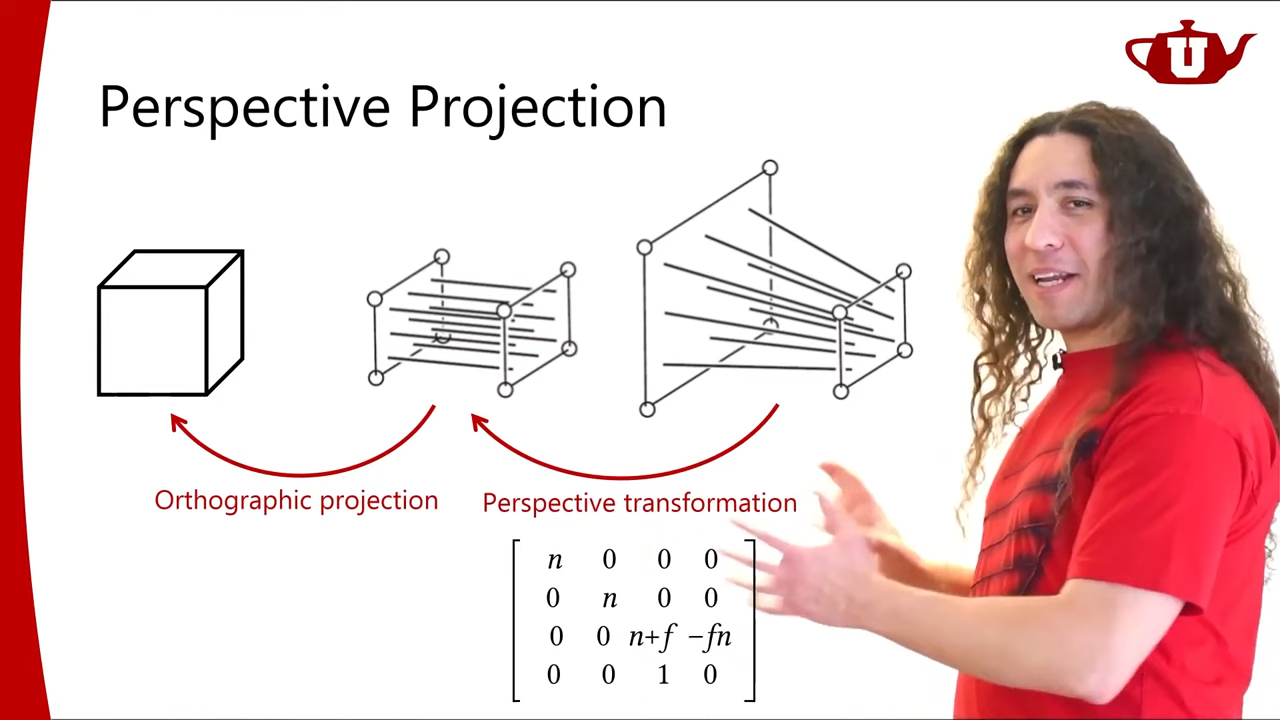 U
Perspective Projection
Orthographic projection
Perspective transformation
n 0 0 0
0 n 0 0
0 0 n+f −fn
0 0 1 0